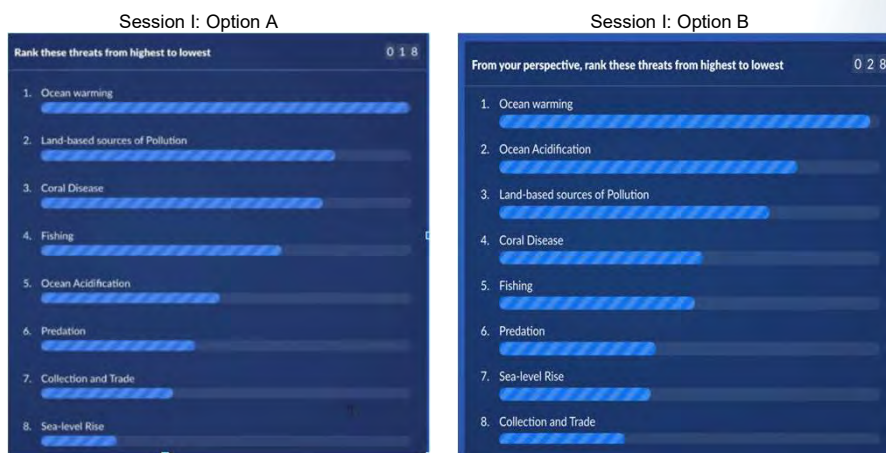 Session I: Option A
Rank these threats from highest to lowest 0 1 8
1. Ocean warming
2. Land-based sources of Pollution
3. Coral Disease
4. Fishing
5. Ocean Acidification
6. Predation
7. Collection and Trade
8. Sea-level Rise
Session I: Option B
From your perspective, rank these threats from highest to lowest 0 2 8
1. Ocean warming
2. Ocean Acidification
3. Land-based sources of Pollution
4. Coral Disease
5. Fishing
6. Predation
7. Sea-level Rise
8. Collection and Trade